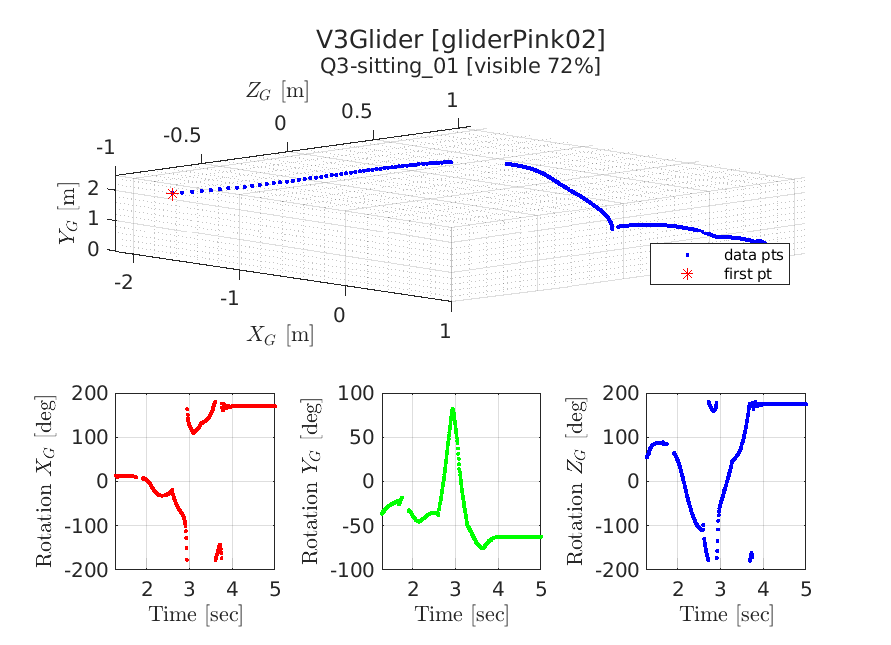 V3Glider [gliderPink02]
Q3-sitting_01 [visible 72%]
Z_G [m]
-1 -0.5 0 0.5 1
Y_G [m]
2
1
0
-2 -1 0 1
X_G [m]
data pts
first pt
Rotation X_G [deg]
200
100
0
-100
-200
2 3 4 5
Time [sec]
Rotation Y_G [deg]
100
50
0
-50
-100
2 3 4 5
Time [sec]
Rotation Z_G [deg]
200
100
0
-100
-200
2 3 4 5
Time [sec]